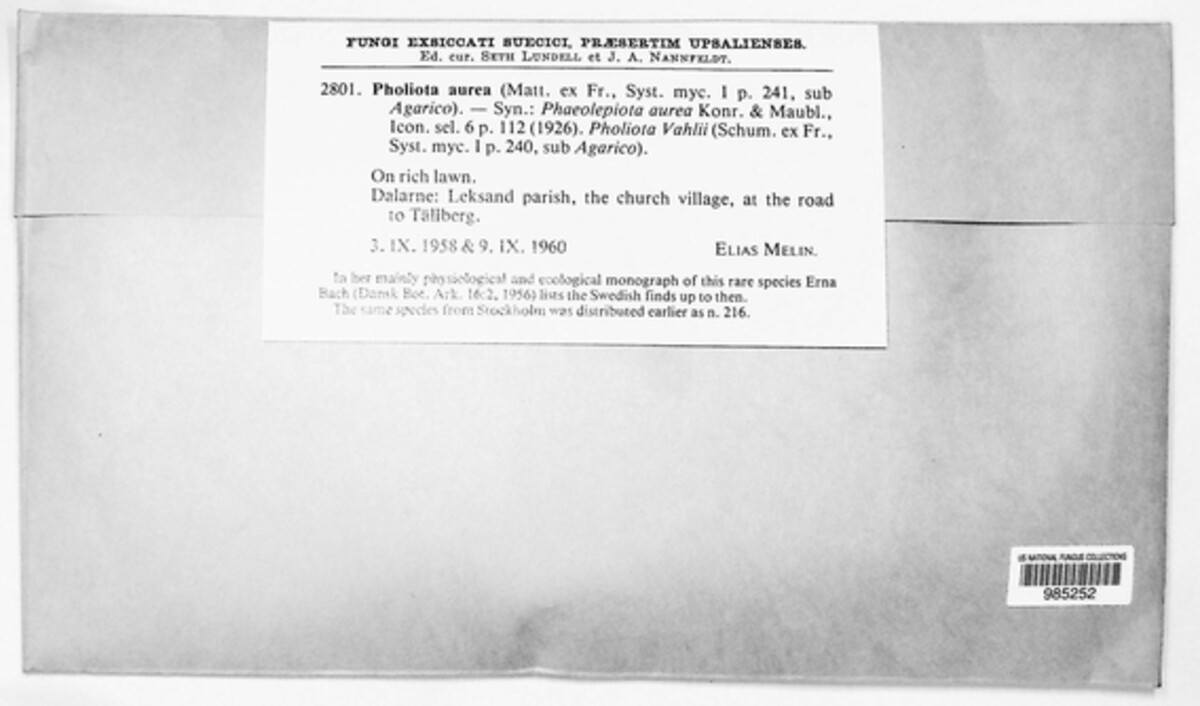 FUNGI EXSICCATI SUECICI, PRÆSERTIM UPSALIENSES.
Ed. cur. SETH LUNDELL et J. A. NANNFELDT.
2801. Pholiota aurea (Matt. ex Fr., Syst. myc. I p. 241, sub
Agarico). — Syn.: Phaeolepiota aurea Konr. & Maubl.,
Icon. sel. 6 p. 112 (1926). Pholiota Vahlii (Schum. ex Fr.,
Syst. myc. I p. 240, sub Agarico).
On rich lawn.
Dalarne: Leksand parish, the church village, at the road
to Tällberg.
3. IX. 1958 & 9. IX. 1960 ELIAS MELIN.
In her mainly physiological and ecological monograph of this rare species Erna
Bach (Dansk Bot. Ark. 16:2, 1956) lists the Swedish finds up to then.
The same species from Stockholm was distributed earlier as n. 216.
US NATIONAL FUNGUS COLLECTIONS
985252